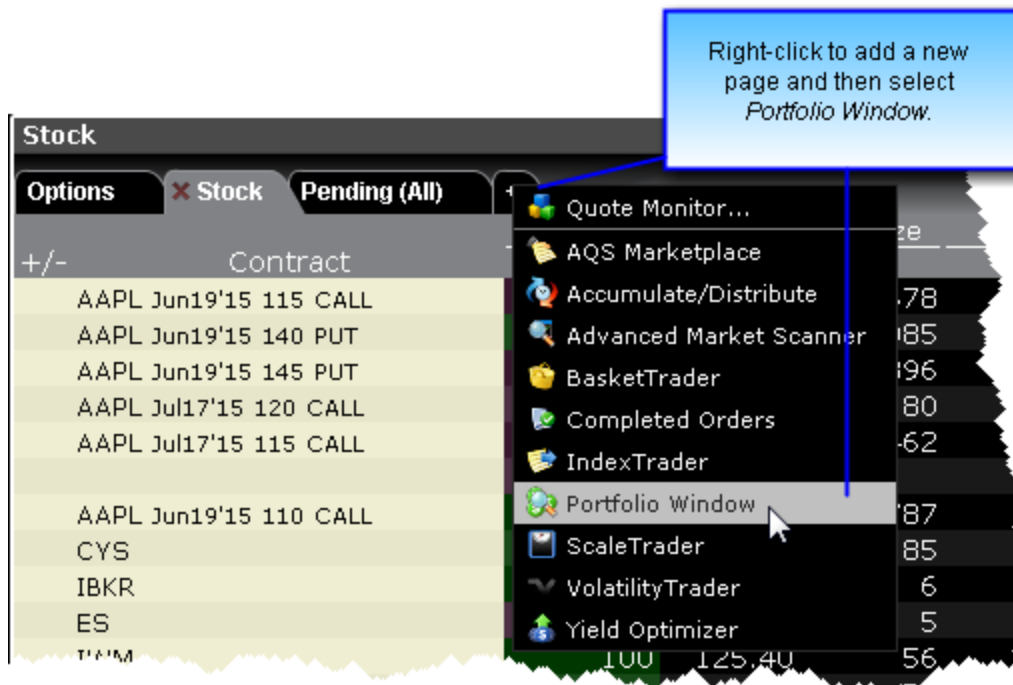 Right-click to add a new
page and then select
Portfolio Window.
Stock
Options
Stock
Pending (All)
+
+/-
Contract
AAPL Jun19'15 115 CALL
AAPL Jun19'15 140 PUT
AAPL Jun19'15 145 PUT
AAPL Jul17'15 120 CALL
AAPL Jul17'15 115 CALL
AAPL Jun19'15 110 CALL
CYS
IBKR
ES
Quote Monitor...
AQS Marketplace
Accumulate/Distribute
Advanced Market Scanner
BasketTrader
Completed Orders
IndexTrader
Portfolio Window
ScaleTrader
VolatilityTrader
Yield Optimizer
ze
78
85
96
80
62
87
85
6
5
100 125.40 56